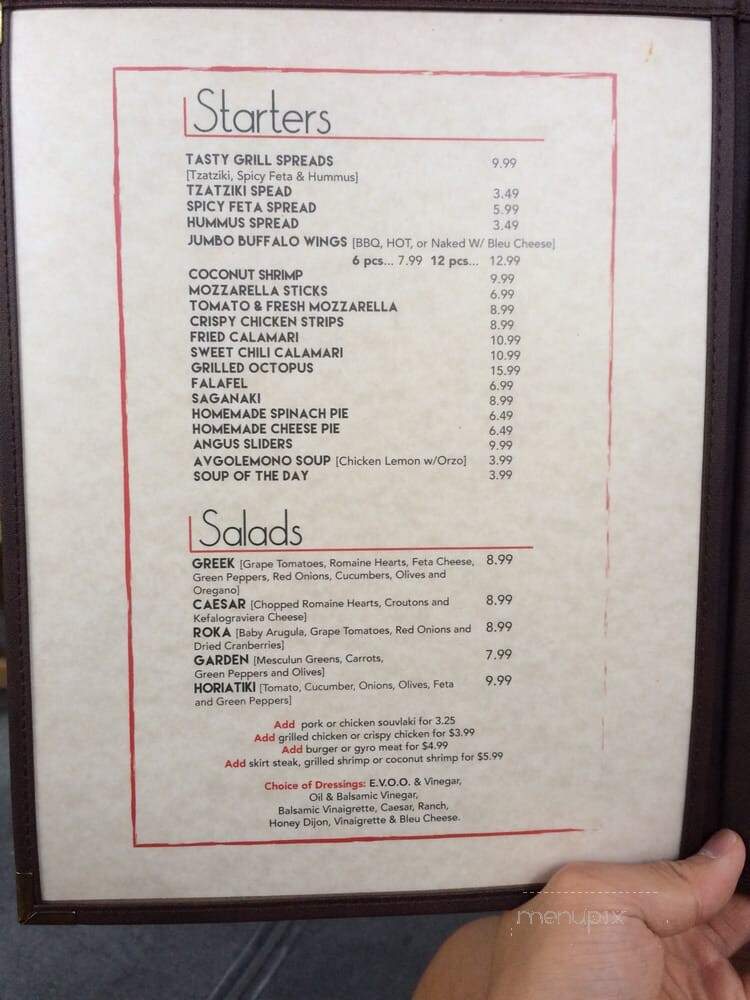 Starters
TASTY GRILL SPREADS 9.99
[Tzatziki, Spicy Feta & Hummus]
TZATZIKI SPEAD 3.49
SPICY FETA SPREAD 5.99
HUMMUS SPREAD 3.49
JUMBO BUFFALO WINGS [BBQ, HOT, or Naked W/ Bleu Cheese]
6 pcs... 7.99 12 pcs... 12.99
COCONUT SHRIMP 9.99
MOZZARELLA STICKS 6.99
TOMATO & FRESH MOZZARELLA 8.99
CRISPY CHICKEN STRIPS 8.99
FRIED CALAMARI 10.99
SWEET CHILI CALAMARI 10.99
GRILLED OCTOPUS 15.99
FALAFEL 6.99
SAGANAKI 8.99
HOMEMADE SPINACH PIE 6.49
HOMEMADE CHEESE PIE 6.49
ANGUS SLIDERS 9.99
AVGOLEMONO SOUP [Chicken Lemon w/Orzo] 3.99
SOUP OF THE DAY 3.99
Salads
GREEK [Grape Tomatoes, Romaine Hearts, Feta Cheese, 8.99
Green Peppers, Red Onions, Cucumbers, Olives and
Oregano]
CAESAR [Chopped Romaine Hearts, Croutons and 8.99
Kefalograviera Cheese]
ROKA [Baby Arugula, Grape Tomatoes, Red Onions and 8.99
Dried Cranberries]
GARDEN [Mesculun Greens, Carrots, 7.99
Green Peppers and Olives]
HORIATIKI [Tomato, Cucumber, Onions, Olives, Feta 9.99
and Green Peppers]
Add pork or chicken souvlaki for 3.25
Add grilled chicken or crispy chicken for $3.99
Add burger or gyro meat for $4.99
Add skirt steak, grilled shrimp or coconut shrimp for $5.99
Choice of Dressings: E.V.O.O. & Vinegar,
Oil & Balsamic Vinegar,
Balsamic Vinaigrette, Caesar, Ranch,
Honey Dijon, Vinaigrette & Bleu Cheese.
menupix